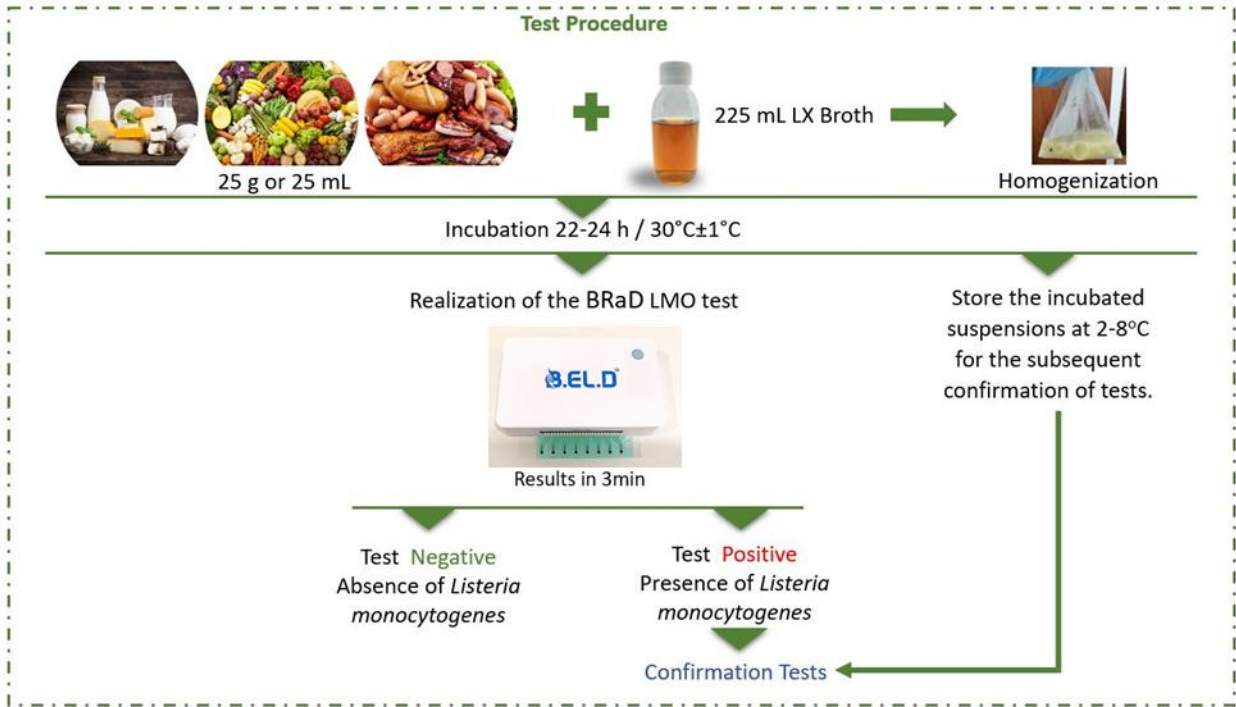 Test Procedure
225 mL LX Broth
25 g or 25 mL
Homogenization
Incubation 22-24 h / 30°C±1°C
Realization of the BRaD LMO test
B.EL.D
Results in 3min
Store the incubated
suspensions at 2-8°C
for the subsequent
confirmation of tests.
Test Negative
Absence of Listeria
monocytogenes
Test Positive
Presence of Listeria
monocytogenes
Confirmation Tests